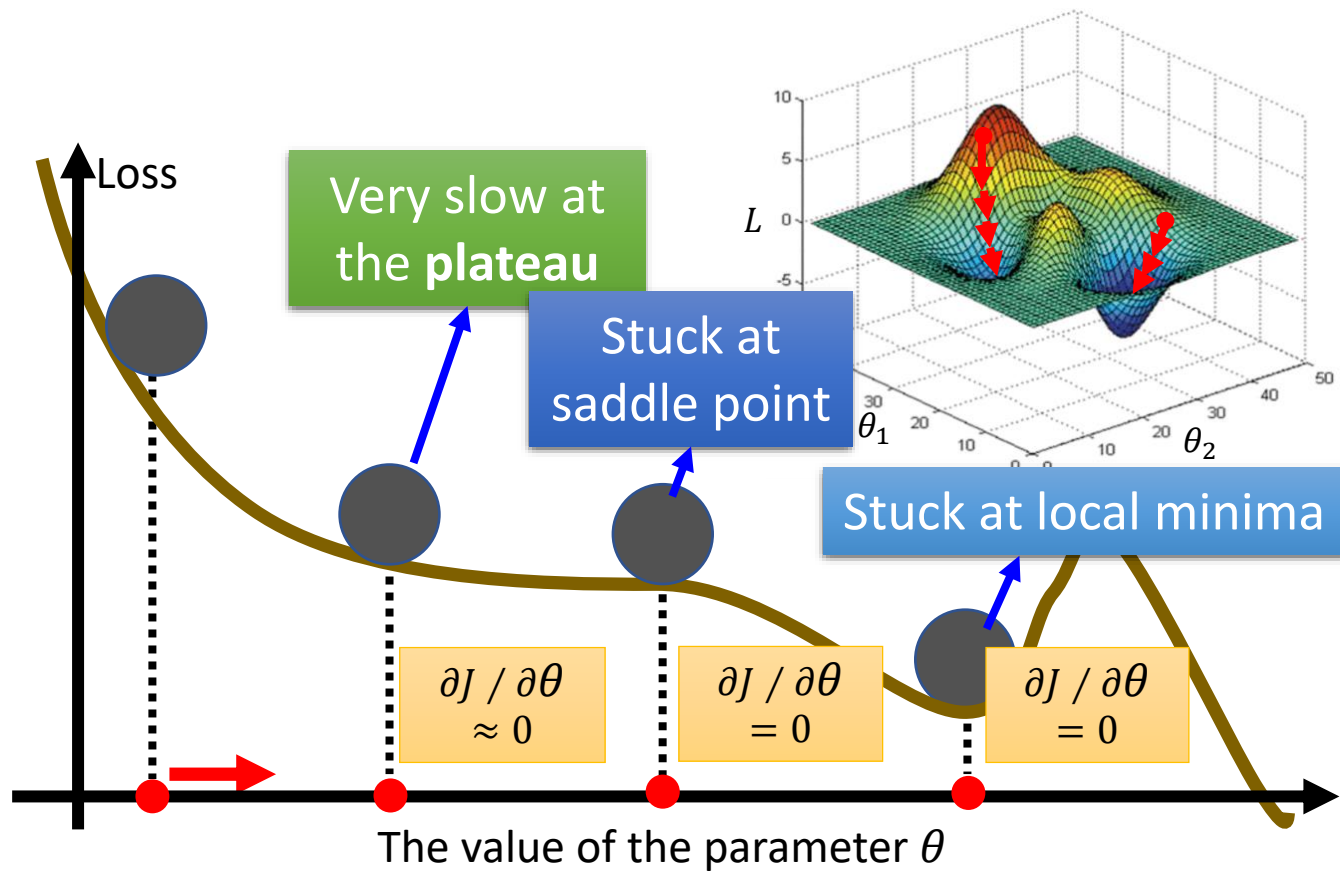 Loss
Very slow at
the plateau
Stuck at
saddle point
Stuck at local minima
10
5
0
-5
L
30
20
10
0
θ₁
0
10
20
30
40
50
θ₂
∂J / ∂θ
≈ 0
∂J / ∂θ
= 0
∂J / ∂θ
= 0
The value of the parameter θ